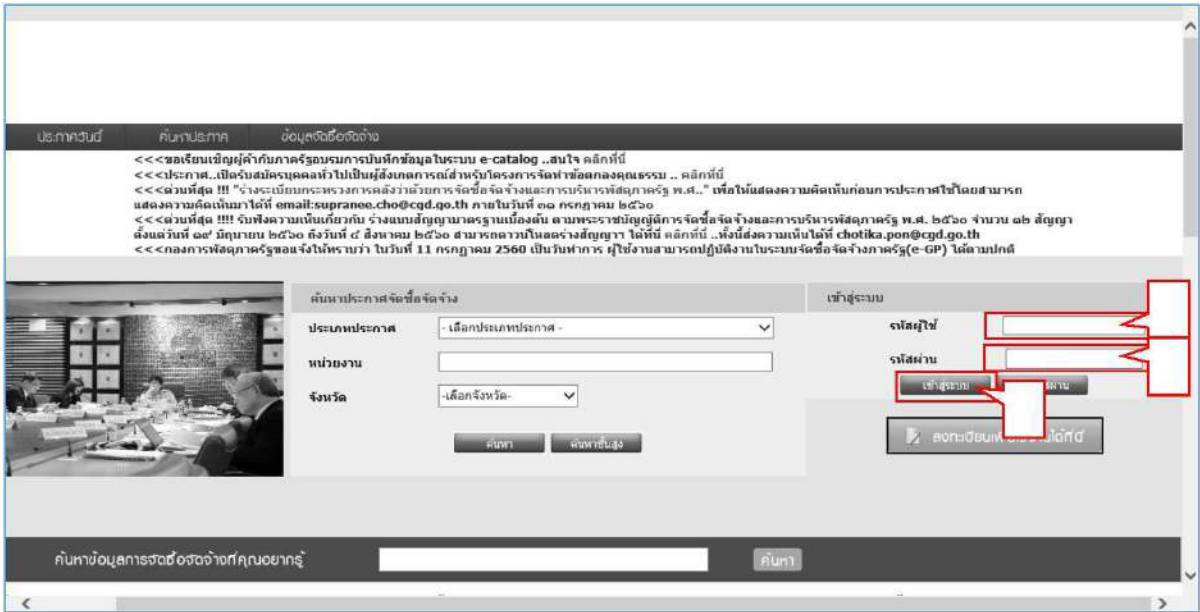 ประกาศวันนี้ ค้นหาประกาศ ข้อมูลจัดซื้อจัดจ้าง
<<<ขอเรียนเชิญผู้ค้ากับภาครัฐอบรมการบันทึกข้อมูลในระบบ e-catalog ..สนใจ คลิกที่นี่
<<<ประกาศ..เปิดรับสมัครบุคคลทั่วไปเป็นผู้สังเกตการณ์สำหรับโครงการจัดทำข้อตกลงคุณธรรม .. คลิกที่นี่
<<<ด่วนที่สุด !!! "ร่างระเบียบกระทรวงการคลังว่าด้วยการจัดซื้อจัดจ้างและการบริหารพัสดุภาครัฐ พ.ศ.." เพื่อให้แสดงความคิดเห็นก่อนการประกาศใช้โดยสามารถ
แสดงความคิดเห็นมาได้ที่ email:supranee.cho@cgd.go.th ภายในวันที่ ๓๑ กรกฎาคม ๒๕๖๐
<<<ด่วนที่สุด !!!! รับฟังความเห็นเกี่ยวกับ ร่างแบบสัญญามาตรฐานเบื้องต้น ตามพระราชบัญญัติการจัดซื้อจัดจ้างและการบริหารพัสดุภาครัฐ พ.ศ. ๒๕๖๐ จำนวน ๑๒ สัญญา
ตั้งแต่วันที่ ๑๙ มิถุนายน ๒๕๖๐ ถึงวันที่ ๔ สิงหาคม ๒๕๖๐ สามารถดาวน์โหลดร่างสัญญาฯ ได้ที่นี่ คลิกที่นี่ ..ทั้งนี้ส่งความเห็นได้ที่ chotika.pon@cgd.go.th
<<<กองการพัสดุภาครัฐขอแจ้งให้ทราบว่า ในวันที่ 11 กรกฎาคม 2560 เป็นวันทำการ ผู้ใช้งานสามารถปฏิบัติงานในระบบจัดซื้อจัดจ้างภาครัฐ(e-GP) ได้ตามปกติ
ค้นหาประกาศจัดซื้อจัดจ้าง
ประเภทประกาศ - เลือกประเภทประกาศ -
หน่วยงาน
จังหวัด -เลือกจังหวัด-
ค้นหา ค้นหาขั้นสูง
เข้าสู่ระบบ
รหัสผู้ใช้
รหัสผ่าน
เข้าสู่ระบบ
ค้นหาข้อมูลการจัดซื้อจัดจ้างที่คุณอยากรู้ ค้นหา